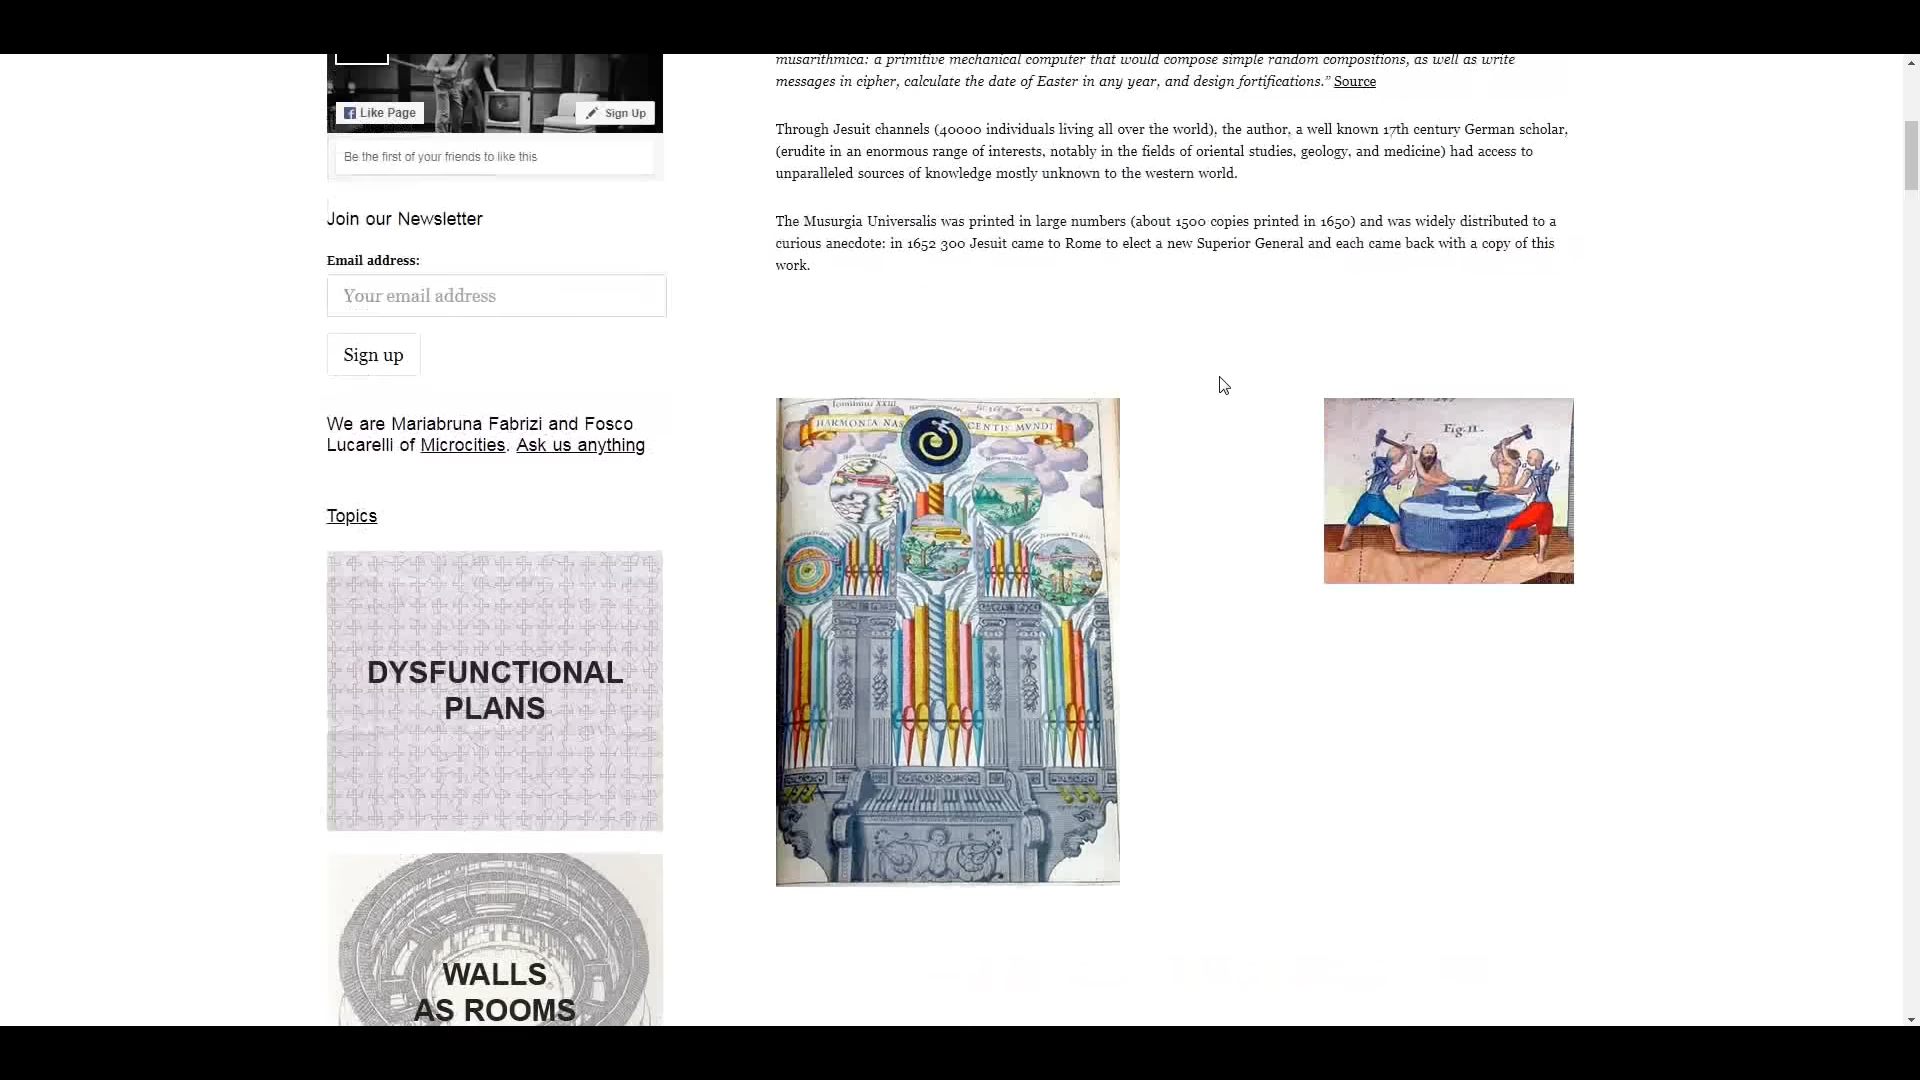 Like Page
Sign Up
Be the first of your friends to like this
Join our Newsletter
Email address:
Your email address
Sign up
We are Mariabruna Fabrizi and Fosco
Lucarelli of Microcities. Ask us anything
Topics
DYSFUNCTIONAL
PLANS
WALLS
AS ROOMS
musarithmica: a primitive mechanical computer that would compose simple random compositions, as well as write
messages in cipher, calculate the date of Easter in any year, and design fortifications.” Source
Through Jesuit channels (40000 individuals living all over the world), the author, a well known 17th century German scholar,
(erudite in an enormous range of interests, notably in the fields of oriental studies, geology, and medicine) had access to
unparalleled sources of knowledge mostly unknown to the western world.
The Musurgia Universalis was printed in large numbers (about 1500 copies printed in 1650) and was widely distributed to a
curious anecdote: in 1652 300 Jesuit came to Rome to elect a new Superior General and each came back with a copy of this
work.
HARMONIA NAS CENTIS MVNDI
Fig. II.